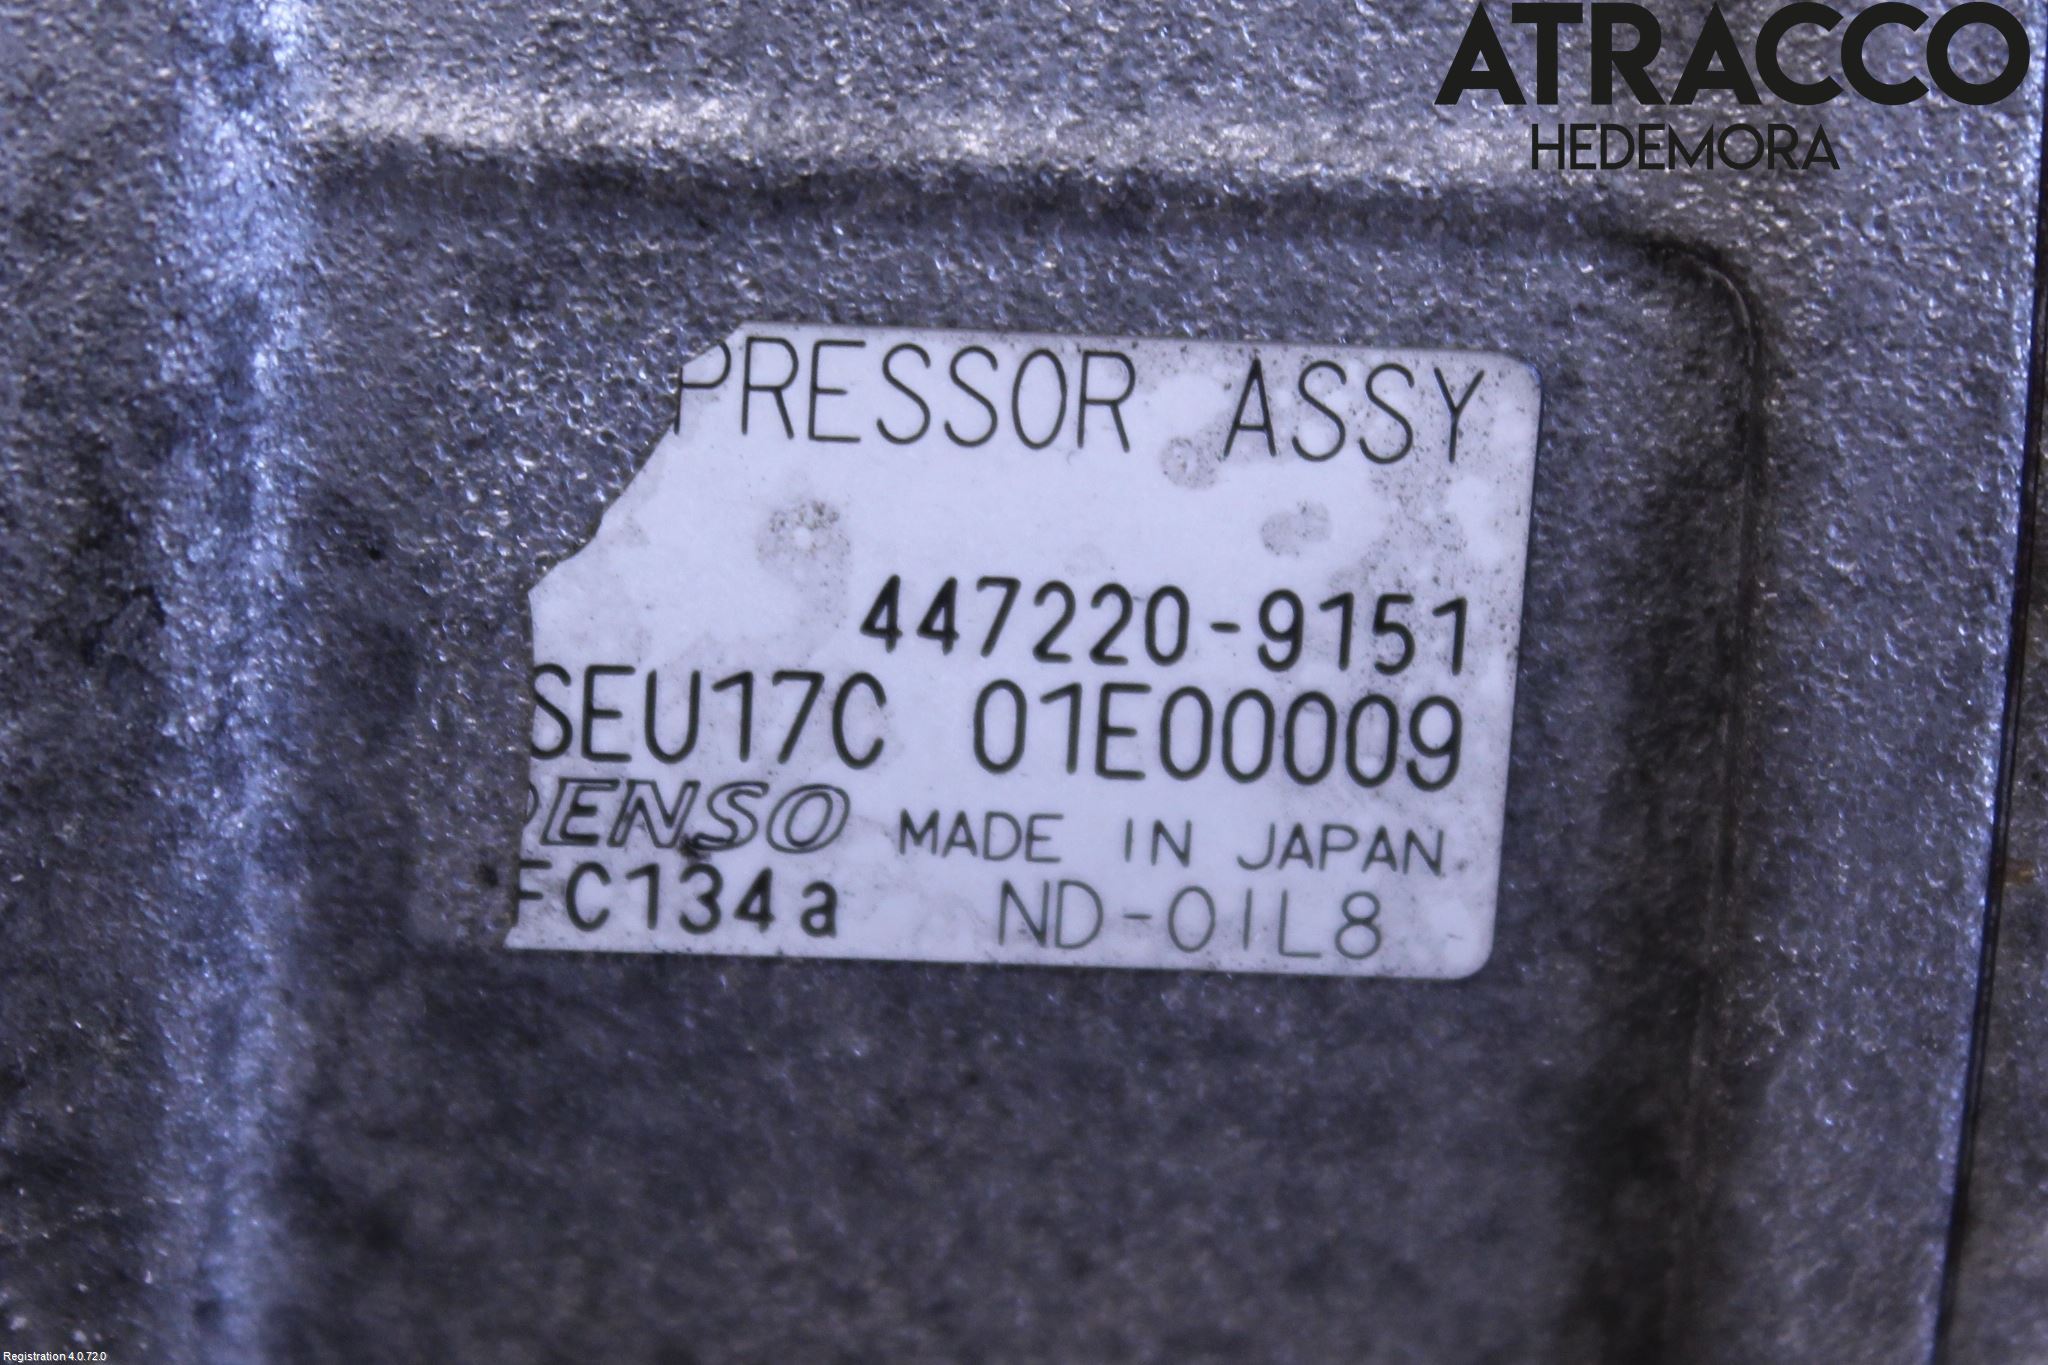 ATRACCO
HEDEMORA
PRESSOR ASSY
447220-9151
SEU17C 01E00009
DENSO MADE IN JAPAN
FC134a ND-OIL8
Registration 4.0.72.0